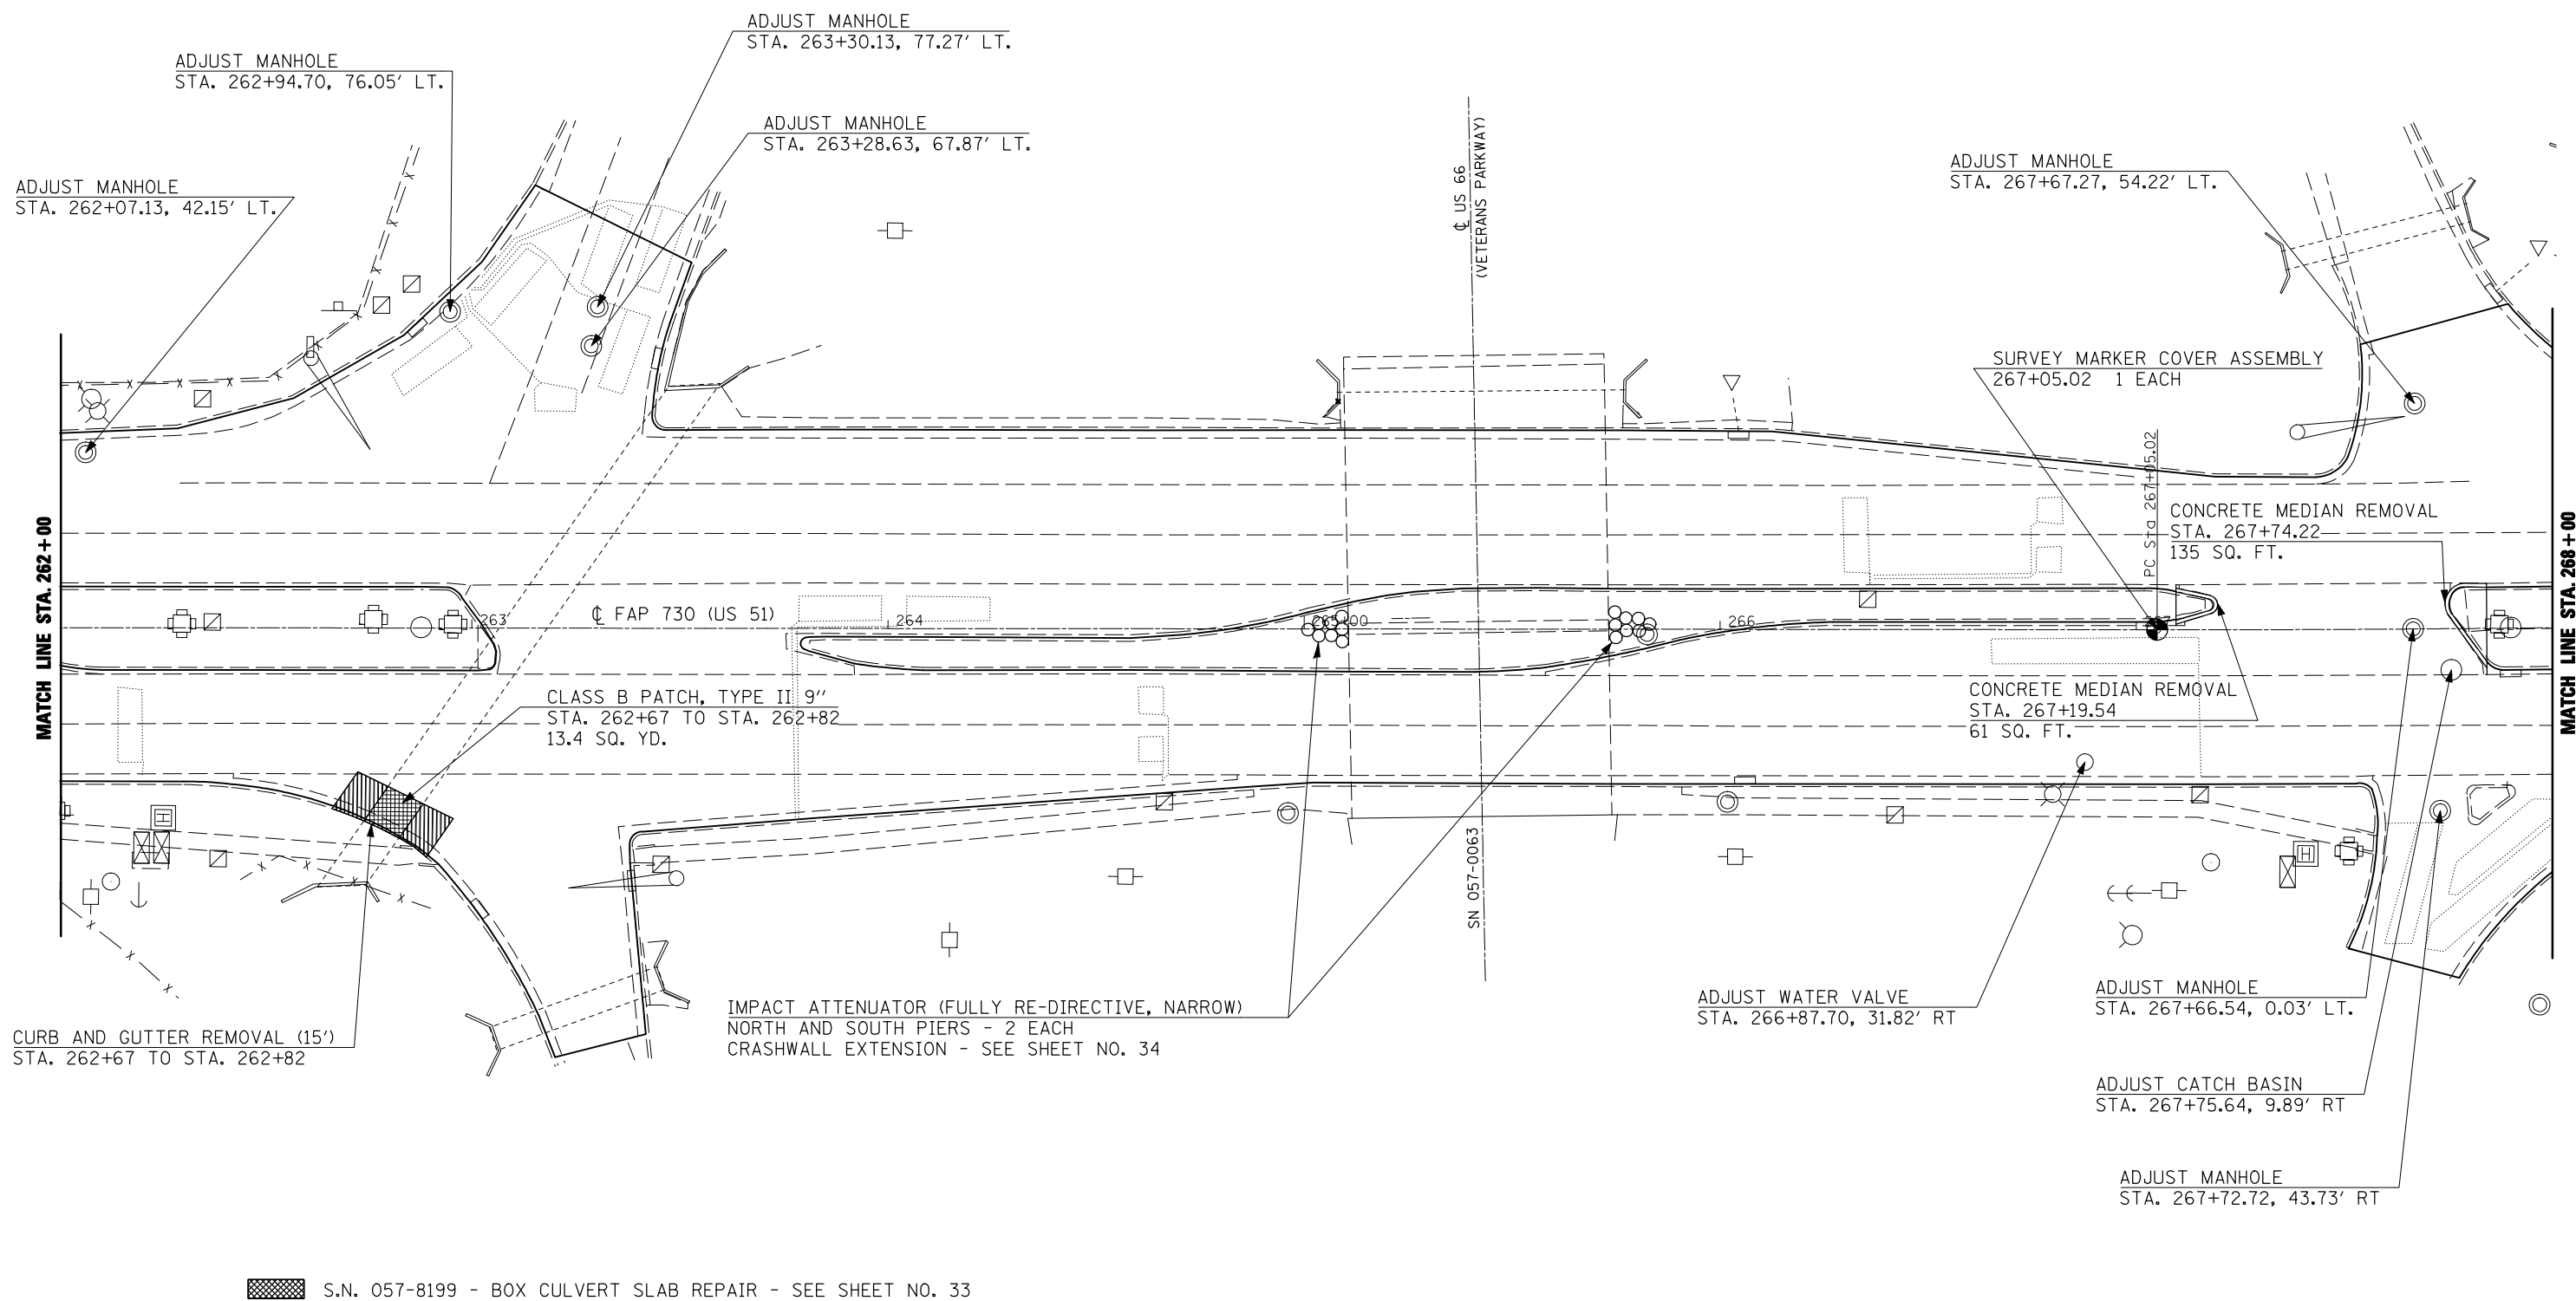 ADJUST MANHOLE
STA. 263+30.13, 77.27' LT.
ADJUST MANHOLE
STA. 262+94.70, 76.05' LT.
ADJUST MANHOLE
STA. 263+28.63, 67.87' LT.
ADJUST MANHOLE
STA. 262+07.13, 42.15' LT.
ADJUST MANHOLE
STA. 267+67.27, 54.22' LT.
℄ US 66
(VETERANS PARKWAY)
SURVEY MARKER COVER ASSEMBLY
267+05.02 1 EACH
PC Sta 267+05.02
CONCRETE MEDIAN REMOVAL
STA. 267+74.22
135 SQ. FT.
MATCH LINE STA. 262+00
MATCH LINE STA. 268+00
263
℄ FAP 730 (US 51)
264
265+00
266
CLASS B PATCH, TYPE II 9''
STA. 262+67 TO STA. 262+82
13.4 SQ. YD.
CONCRETE MEDIAN REMOVAL
STA. 267+19.54
61 SQ. FT.
H
H
SN 057-0063
IMPACT ATTENUATOR (FULLY RE-DIRECTIVE, NARROW)
NORTH AND SOUTH PIERS - 2 EACH
CRASHWALL EXTENSION - SEE SHEET NO. 34
ADJUST WATER VALVE
STA. 266+87.70, 31.82' RT
ADJUST MANHOLE
STA. 267+66.54, 0.03' LT.
CURB AND GUTTER REMOVAL (15')
STA. 262+67 TO STA. 262+82
ADJUST CATCH BASIN
STA. 267+75.64, 9.89' RT
ADJUST MANHOLE
STA. 267+72.72, 43.73' RT
S.N. 057-8199 - BOX CULVERT SLAB REPAIR - SEE SHEET NO. 33